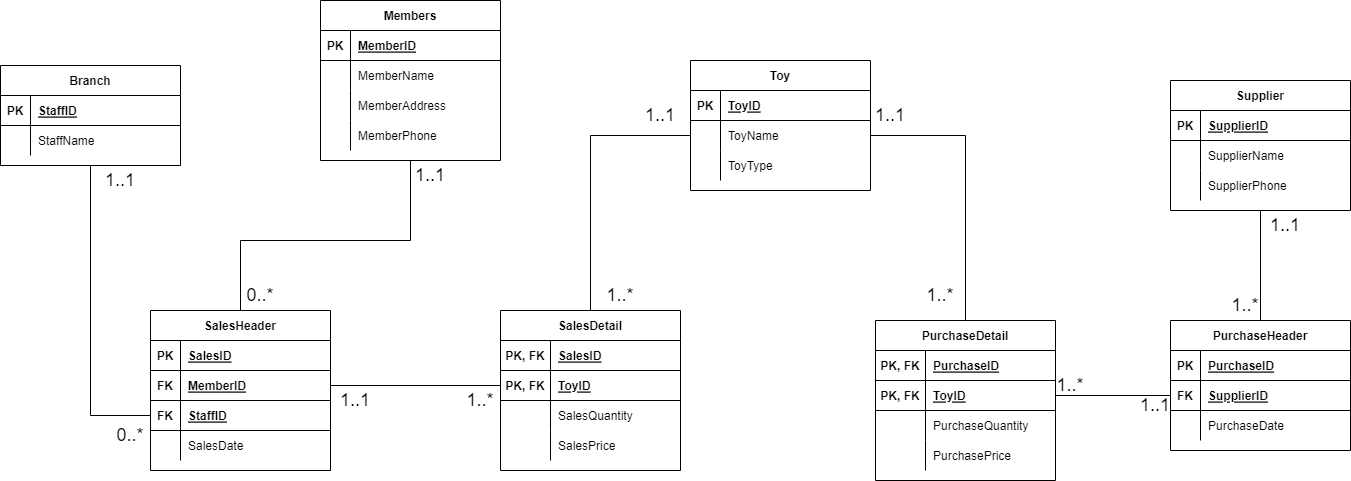 Members
PK MemberID
MemberName
MemberAddress
MemberPhone
1..1
0..*
Branch
PK StaffID
StaffName
1..1
0..*
Toy
PK ToyID
ToyName
ToyType
1..1
1..1
1..*
1..*
Supplier
PK SupplierID
SupplierName
SupplierPhone
1..1
1..*
SalesHeader
PK SalesID
FK MemberID
FK StaffID
SalesDate
1..1
1..*
SalesDetail
PK, FK SalesID
PK, FK ToyID
SalesQuantity
SalesPrice
PurchaseDetail
PK, FK PurchaseID
PK, FK ToyID
PurchaseQuantity
PurchasePrice
1..*
1..1
PurchaseHeader
PK PurchaseID
FK SupplierID
PurchaseDate